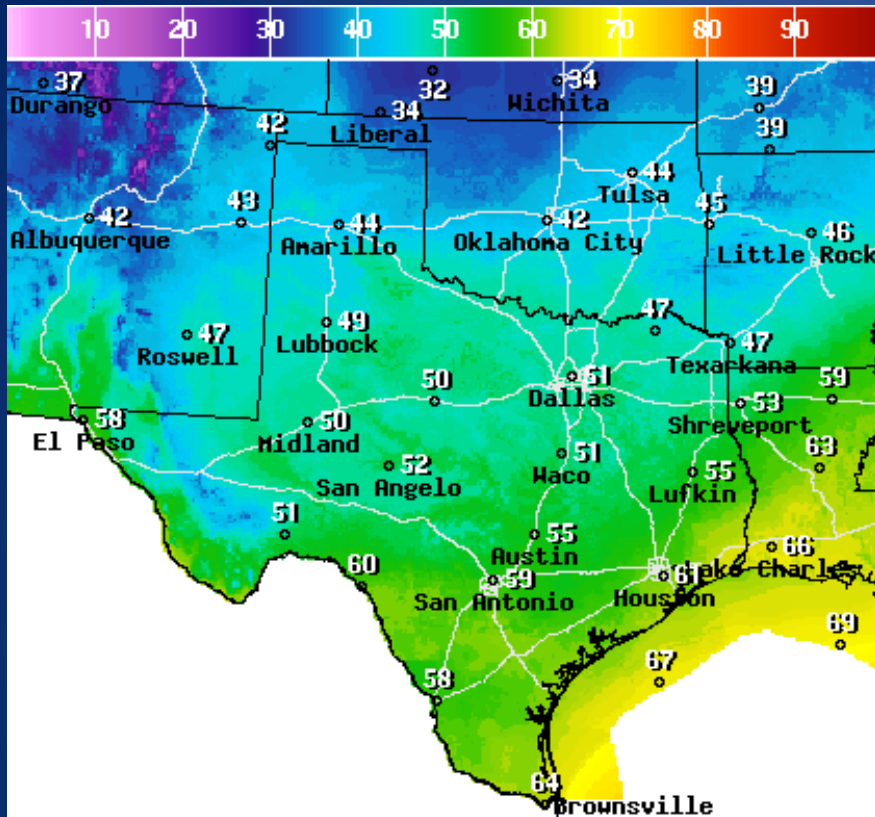 10 20 30 40 50 60 70 80 90
37 32 34 39
Durango Wichita
34
Liberal
42 39
44
Tulsa
42 43 44 42 45 46
Albuquerque Amarillo Oklahoma City Little Rock
49 47
47 47
Roswell Lubbock Texarkana
51
50 59
Dallas
53
58 50 Shreveport
El Paso Midland
51 63
52 Waco 55
San Angelo Lufkin
51 55
Austin 66
60 59 61 Lake Charles
San Antonio Houston
69
67
58
64
Brownsville